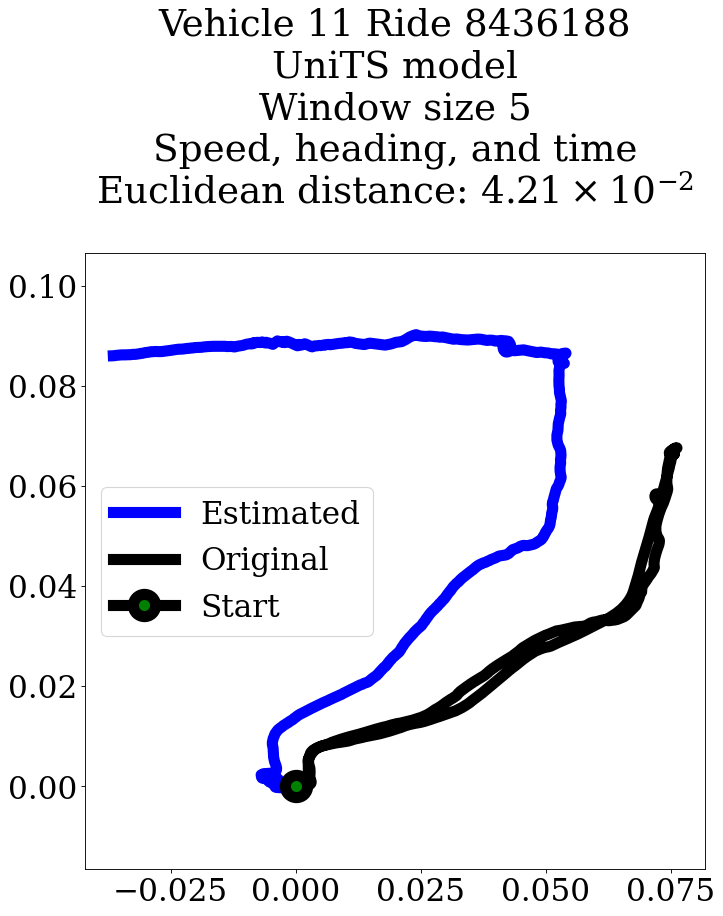 Vehicle 11 Ride 8436188
UniTS model
Window size 5
Speed, heading, and time
Euclidean distance: 4.21 × 10⁻²
0.10
0.08
0.06
0.04
0.02
0.00
Estimated
Original
Start
−0.025 0.000 0.025 0.050 0.075